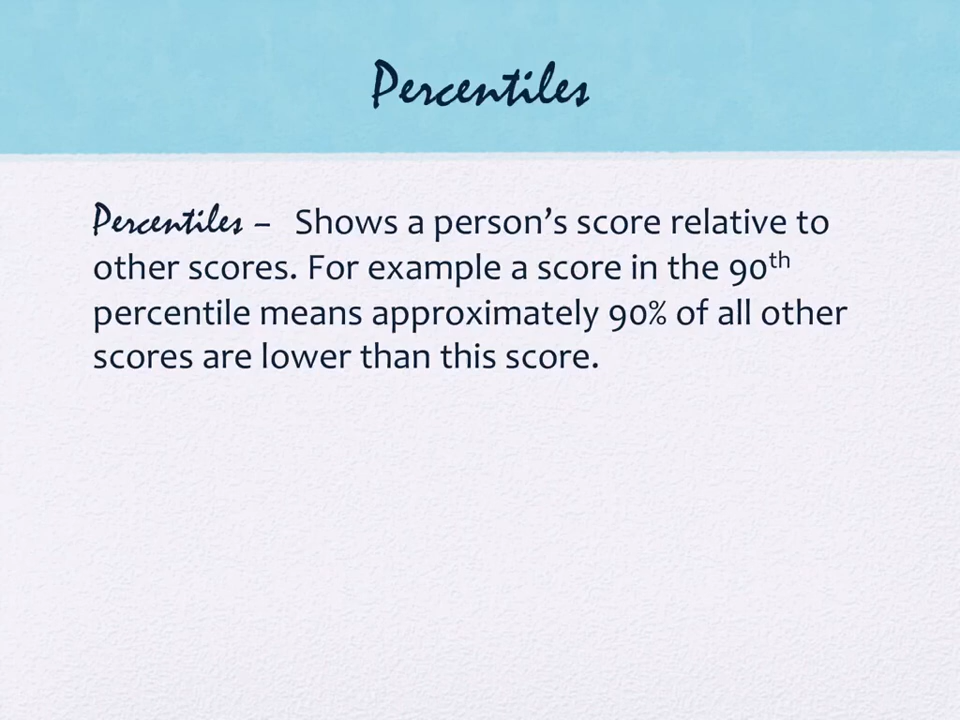 Percentiles
Percentiles – Shows a person’s score relative to
other scores. For example a score in the 90th
percentile means approximately 90% of all other
scores are lower than this score.